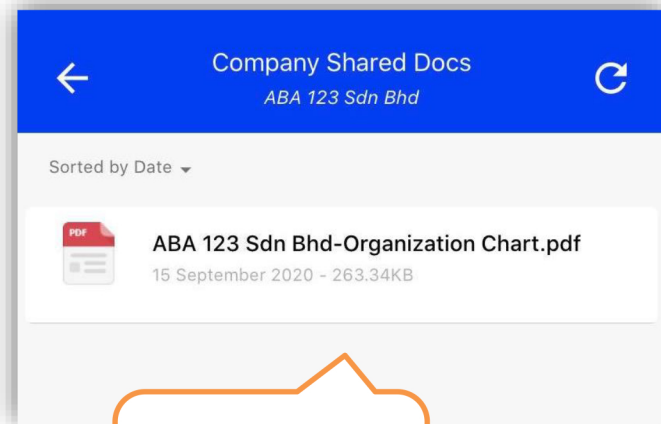 Company Shared Docs
ABA 123 Sdn Bhd
Sorted by Date
PDF
ABA 123 Sdn Bhd-Organization Chart.pdf
15 September 2020 - 263.34KB